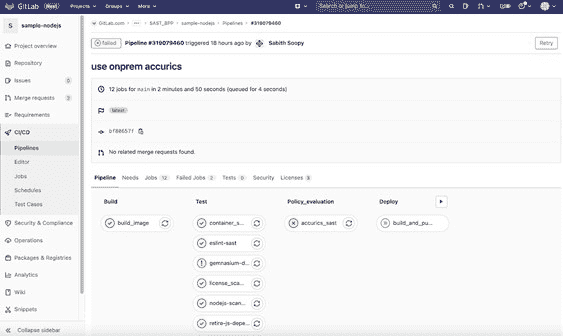 GitLab
Projects
Groups
More
Search or jump to...
S
sample-nodejs
Project overview
Repository
Issues
0
Merge requests
3
Requirements
CI/CD
Pipelines
Editor
Jobs
Schedules
Test Cases
Security & Compliance
Operations
Packages & Registries
Analytics
Wiki
Snippets
Collapse sidebar
GitLab.com > ... > SAST_BPP > sample-nodejs > Pipelines > #319079460
failed Pipeline #319079460 triggered 18 hours ago by Sabith Soopy
Retry
use onprem accurics
12 jobs for main in 2 minutes and 50 seconds (queued for 4 seconds)
latest
bf80657f
No related merge requests found.
Pipeline Needs Jobs 12 Failed Jobs 2 Tests 0 Security Licenses 3
Build
build_image
Test
container_s...
eslint-sast
gemnasium-d...
license_sca...
nodejs-scan...
retire-js-depe...
Policy_evaluation
accurics_sast
Deploy
build_and_pu...